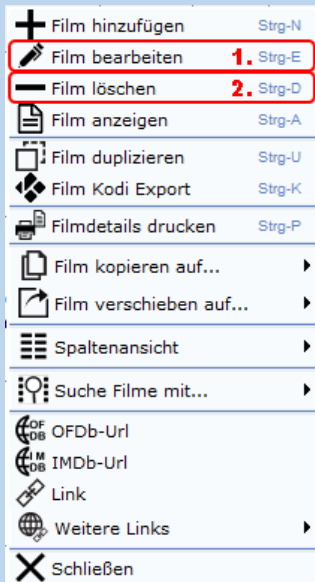 Film hinzufügen Strg-N
Film bearbeiten 1. Strg-E
Film löschen 2. Strg-D
Film anzeigen Strg-A
Film duplizieren Strg-U
Film Kodi Export Strg-K
Filmdetails drucken Strg-P
Film kopieren auf...
Film verschieben auf...
Spaltenansicht
Suche Filme mit...
OF DB OFDb-Url
IM DB IMDb-Url
Link
Weitere Links
Schließen